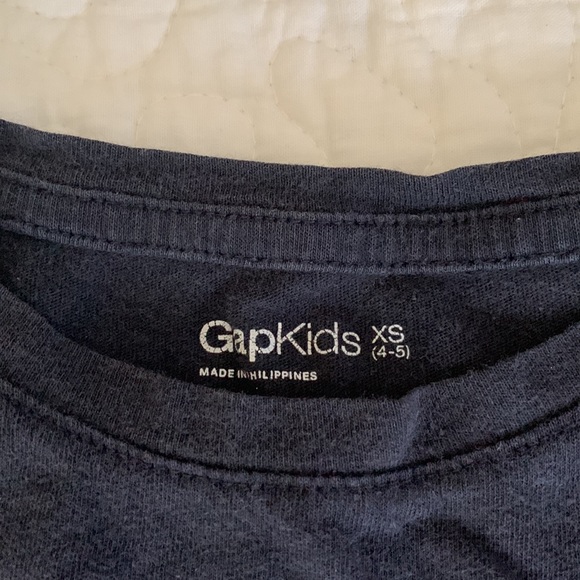 GapKids XS
(4-5)
MADE IN PHILIPPINES